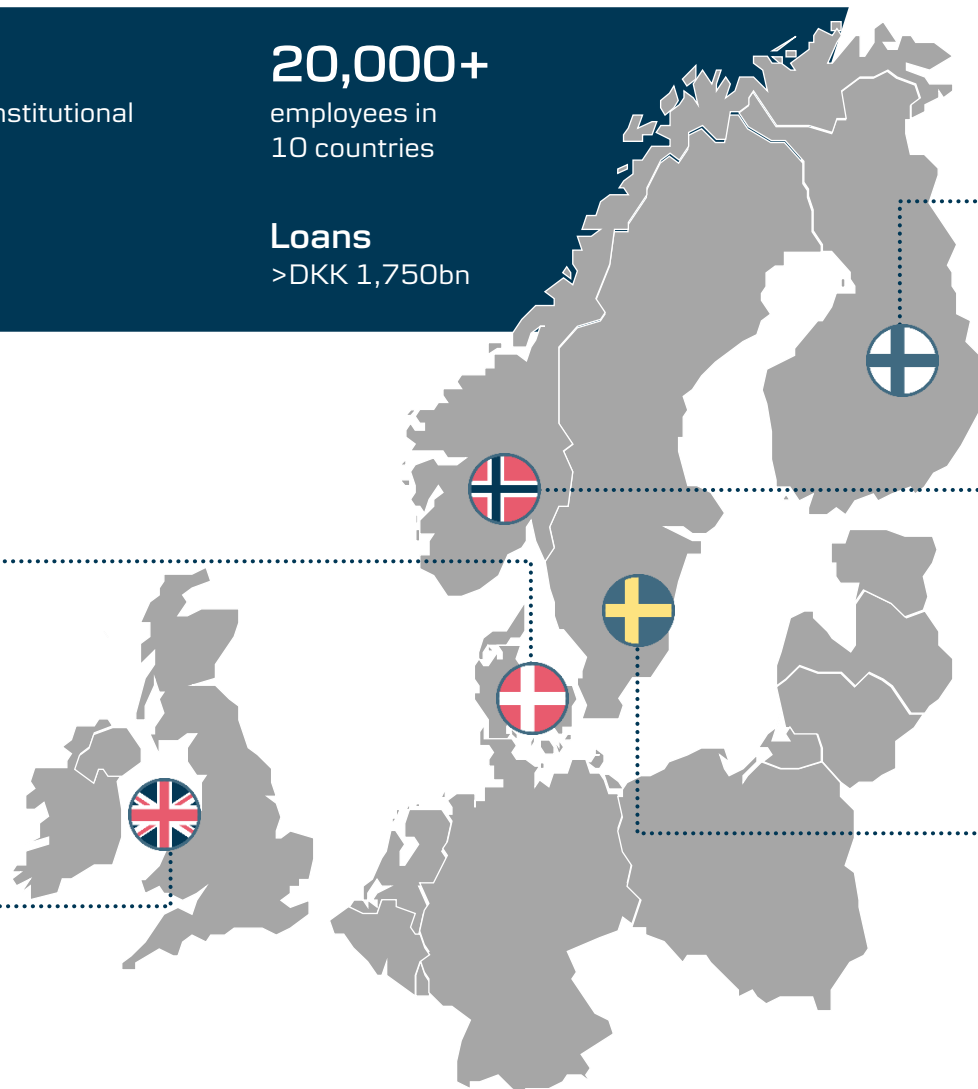 nstitutional
20,000+
employees in
10 countries
Loans
>DKK 1,750bn